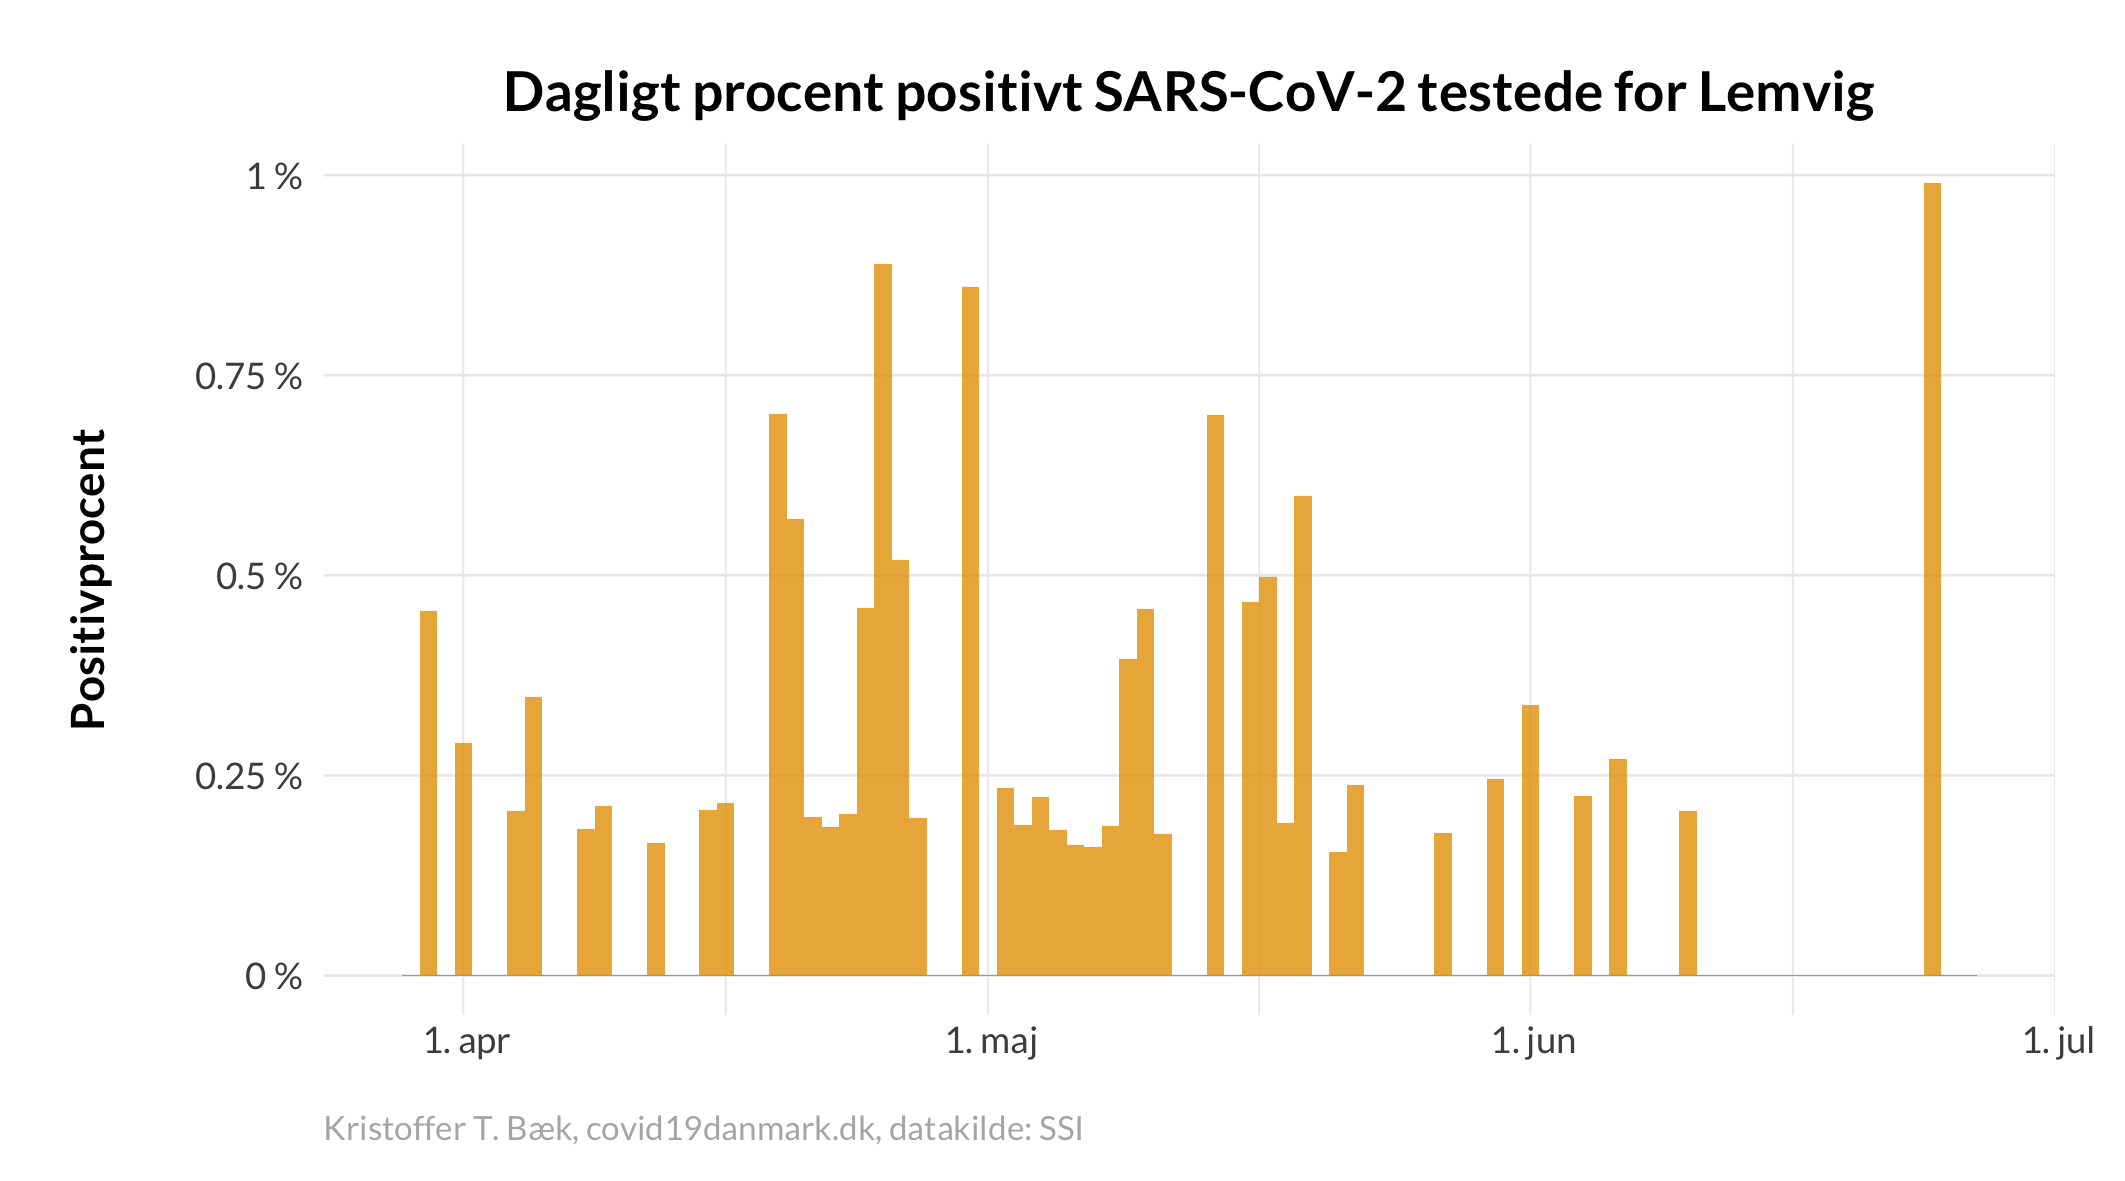 Dagligt procent positivt SARS-CoV-2 testede for Lemvig
Positivprocent
1 %
0.75 %
0.5 %
0.25 %
0 %
1. apr
1. maj
1. jun
1. jul
Kristoffer T. Bæk, covid19danmark.dk, datakilde: SSI